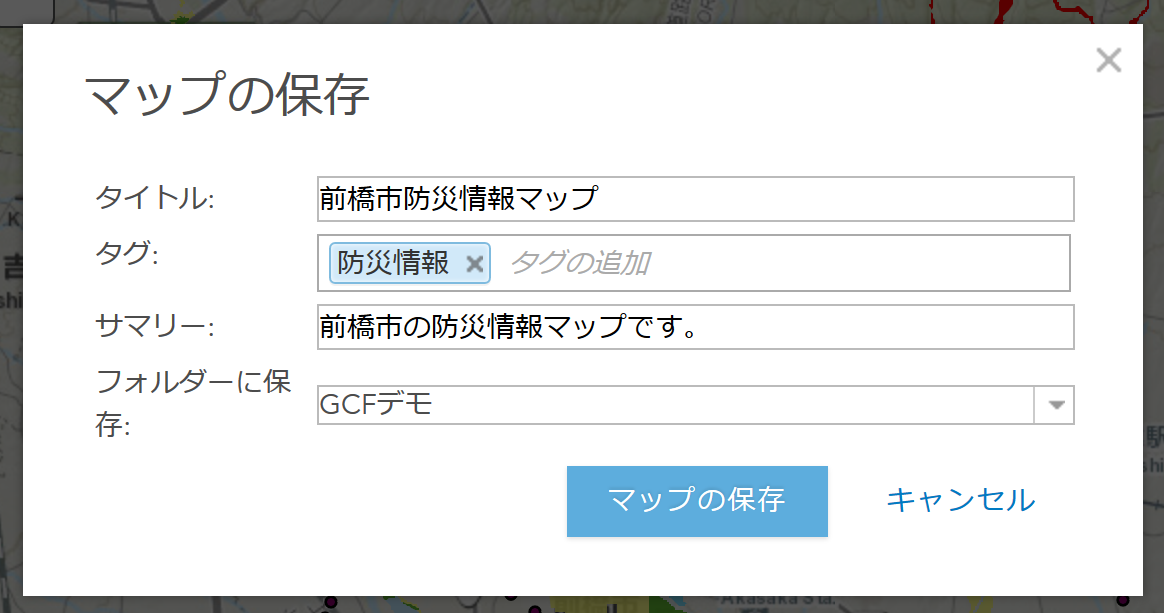 マップの保存
タイトル: 前橋市防災情報マップ
タグ: 防災情報 タグの追加
サマリー: 前橋市の防災情報マップです。
フォルダーに保
存: GCFデモ
マップの保存 キャンセル
Akasaka Sta.